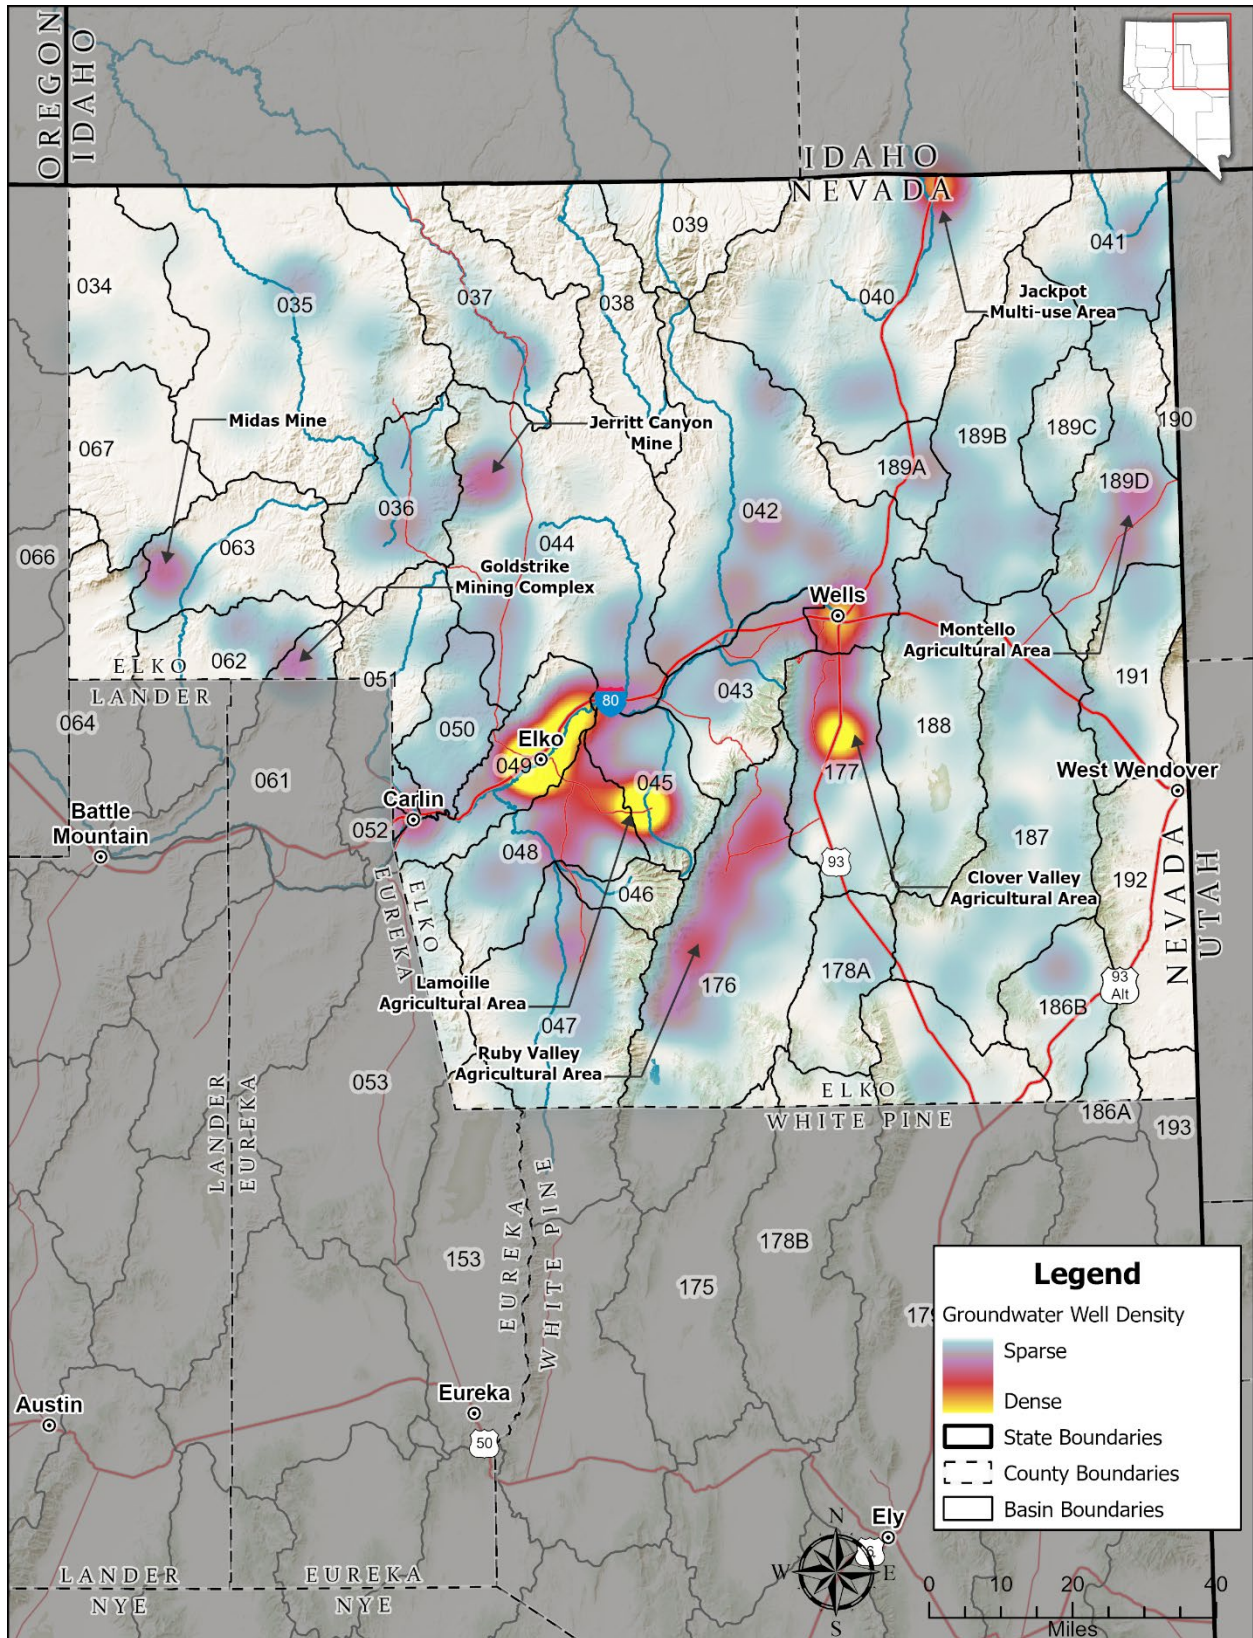 OREGON
IDAHO
IDAHO
NEVADA
039
041
034
035
037
038
040
Jackpot
Multi-use Area
Midas Mine
Jerritt Canyon
Mine
190
067
189B
189C
189A
189D
036
042
066
063
044
Goldstrike
Mining Complex
Wells
Montello
Agricultural Area
062
ELKO
LANDER
051
043
191
064
050
80
188
Elko
049
045
177
West Wendover
061
Carlin
Battle
Mountain
052
048
93
187
046
Clover Valley
Agricultural Area
192
ELKO
EUREKA
NEVADA
UTAH
Lamoille
Agricultural Area
176
178A
93
Alt
186B
047
Ruby Valley
Agricultural Area
053
ELKO
WHITE PINE
186A
193
LANDER
EUREKA
EUREKA
WHITE PINE
153
178B
175
179
Legend
Groundwater Well Density
Sparse
Dense
State Boundaries
County Boundaries
Basin Boundaries
Austin
Eureka
50
Ely
6
N
W
E
S
LANDER
NYE
EUREKA
NYE
0
20
40
Miles